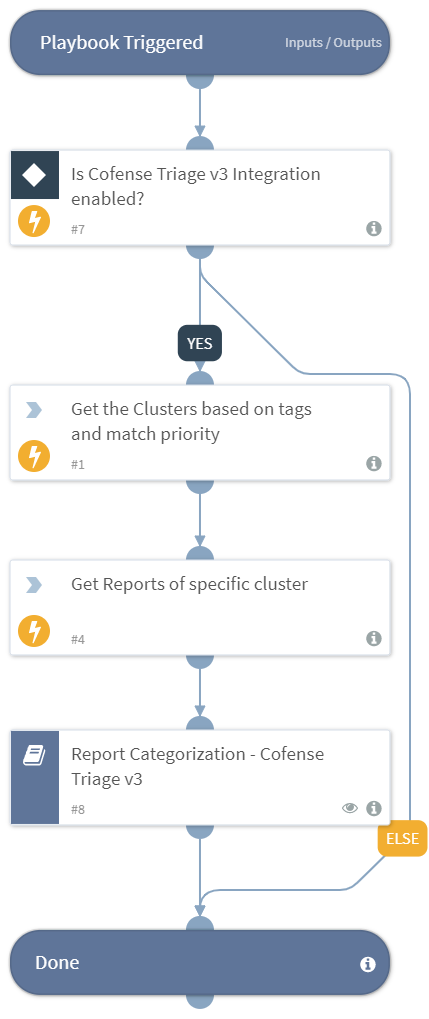 Playbook Triggered
Inputs / Outputs
Is Cofense Triage v3 Integration
enabled?
#7
YES
Get the Clusters based on tags
and match priority
#1
Get Reports of specific cluster
#4
Report Categorization - Cofense
Triage v3
#8
ELSE
Done